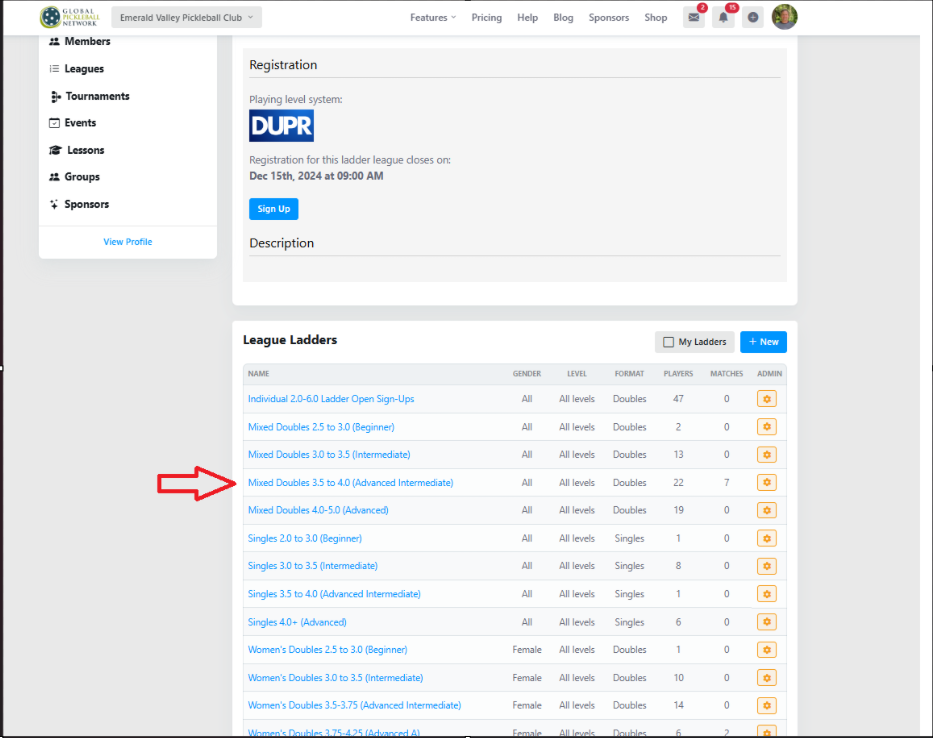 GLOBAL
PICKLEBALL
NETWORK
Emerald Valley Pickleball Club
Features Pricing Help Blog Sponsors Shop 2 15
Members
Leagues
Tournaments
Events
Lessons
Groups
Sponsors
View Profile
Registration
Playing level system:
DUPR
Registration for this ladder league closes on:
Dec 15th, 2024 at 09:00 AM
Sign Up
Description
League Ladders My Ladders + New
NAME GENDER LEVEL FORMAT PLAYERS MATCHES ADMIN
Individual 2.0-6.0 Ladder Open Sign-Ups All All levels Doubles 47 0
Mixed Doubles 2.5 to 3.0 (Beginner) All All levels Doubles 2 0
Mixed Doubles 3.0 to 3.5 (Intermediate) All All levels Doubles 13 0
Mixed Doubles 3.5 to 4.0 (Advanced Intermediate) All All levels Doubles 22 7
Mixed Doubles 4.0-5.0 (Advanced) All All levels Doubles 19 0
Singles 2.0 to 3.0 (Beginner) All All levels Singles 1 0
Singles 3.0 to 3.5 (Intermediate) All All levels Singles 8 0
Singles 3.5 to 4.0 (Advanced Intermediate) All All levels Singles 1 0
Singles 4.0+ (Advanced) All All levels Singles 6 0
Women's Doubles 2.5 to 3.0 (Beginner) Female All levels Doubles 1 0
Women's Doubles 3.0 to 3.5 (Intermediate) Female All levels Doubles 10 0
Women's Doubles 3.5-3.75 (Advanced Intermediate) Female All levels Doubles 14 0
Women's Doubles 3.75-4.25 (Advanced A) Female All levels Doubles 6 2